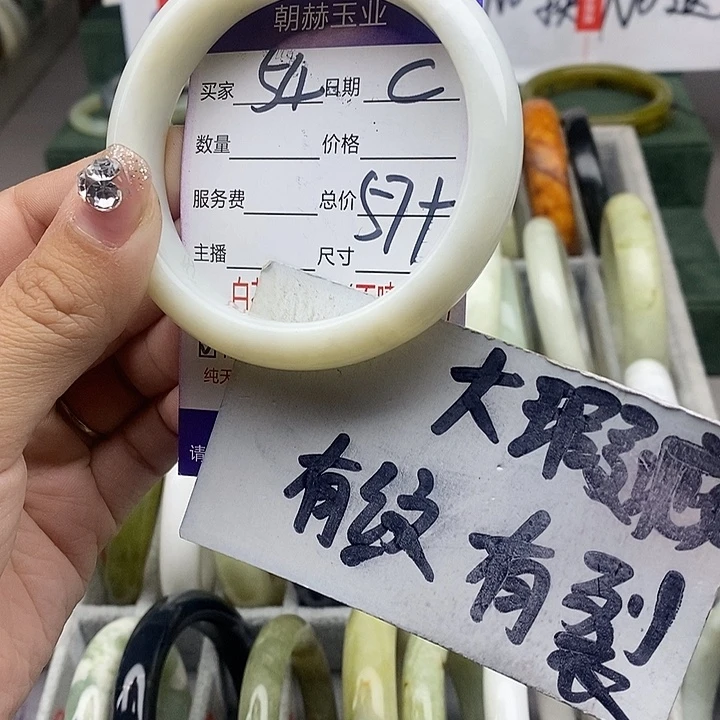 朝赫玉业
买家 54 日期 C
数量 价格
服务费 总价 57+
主播 尺寸
纯天
请
大瑕疵
有纹 有裂